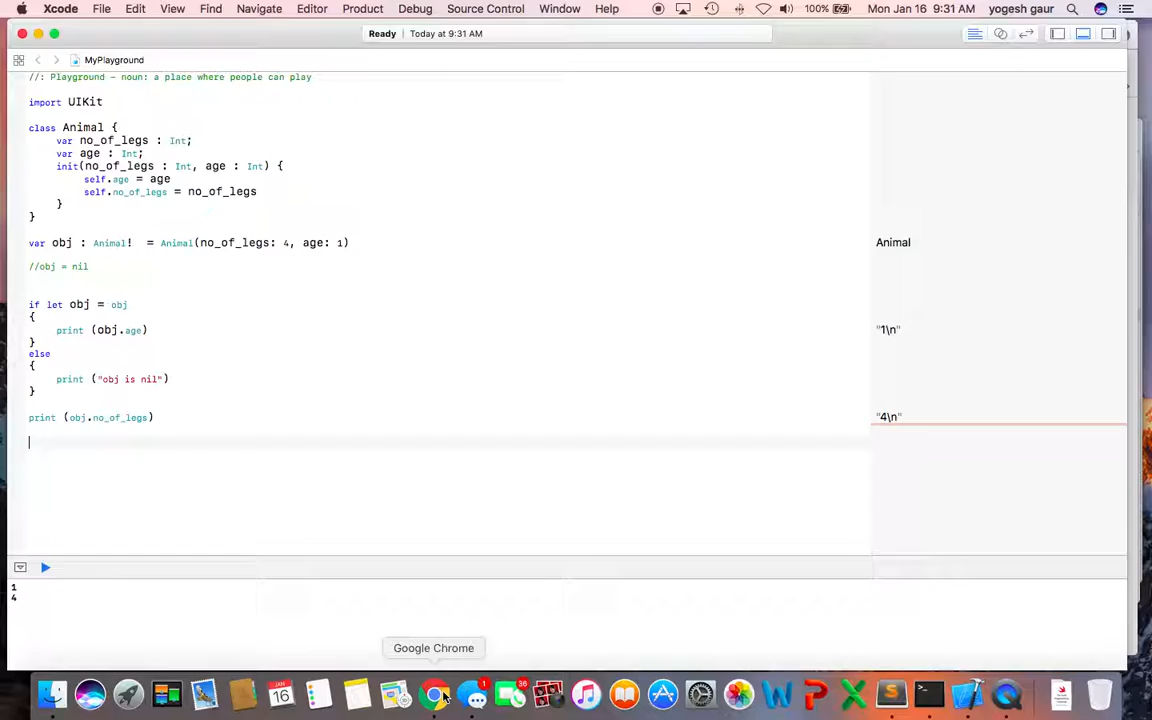 Xcode File Edit View Find Navigate Editor Product Debug Source Control Window Help 100% Mon Jan 16 9:31 AM yogesh gaur
Ready | Today at 9:31 AM
MyPlayground
//: Playground - noun: a place where people can play
import UIKit
class Animal {
var no_of_legs : Int;
var age : Int;
init(no_of_legs : Int, age : Int) {
self.age = age
self.no_of_legs = no_of_legs
}
}
var obj : Animal! = Animal(no_of_legs: 4, age: 1)
Animal
//obj = nil
if let obj = obj
{
print (obj.age)
"1\n"
}
else
{
print ("obj is nil")
}
print (obj.no_of_legs)
"4\n"
1
4
Google Chrome
JAN
16
1
36